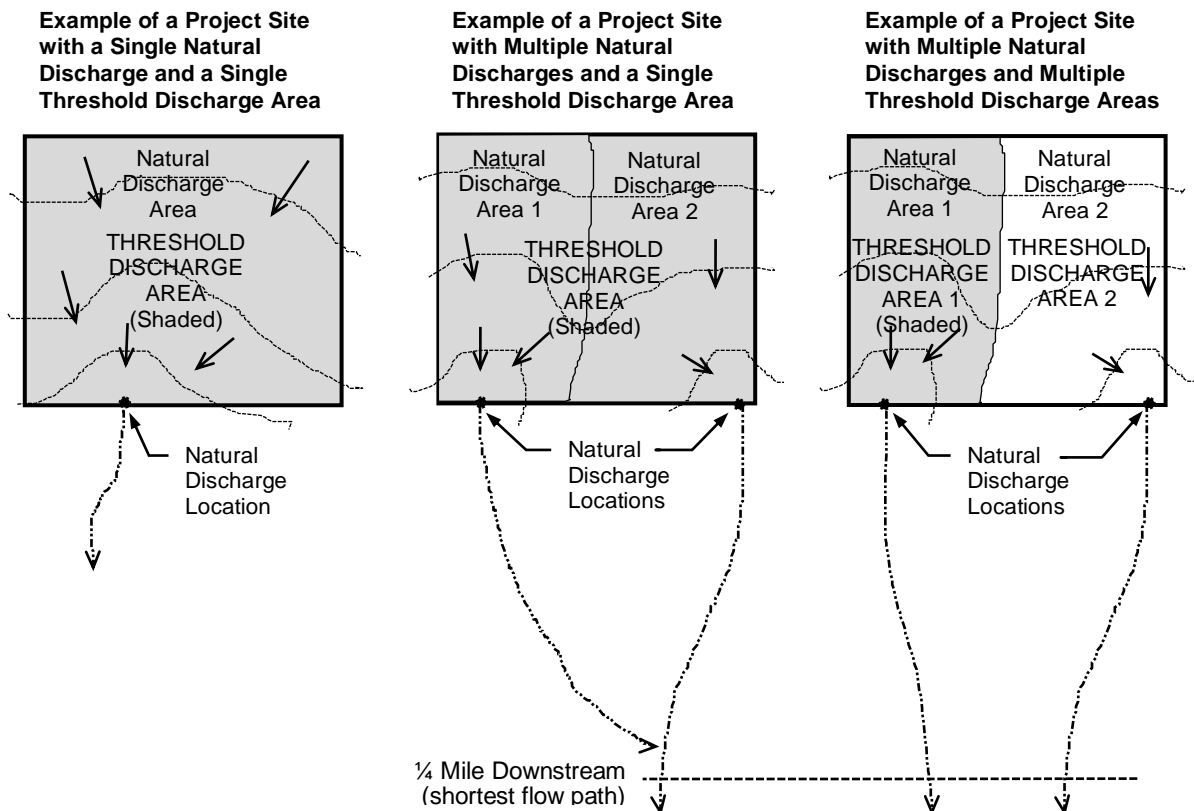 Example of a Project Site
with a Single Natural
Discharge and a Single
Threshold Discharge Area
Natural
Discharge
Area
THRESHOLD
DISCHARGE
AREA
(Shaded)
Natural
Discharge
Location
Example of a Project Site
with Multiple Natural
Discharges and a Single
Threshold Discharge Area
Natural
Discharge
Area 1
Natural
Discharge
Area 2
THRESHOLD
DISCHARGE
AREA
(Shaded)
Natural
Discharge
Locations
Example of a Project Site
with Multiple Natural
Discharges and Multiple
Threshold Discharge Areas
Natural
Discharge
Area 1
THRESHOLD
DISCHARGE
AREA 1
(Shaded)
Natural
Discharge
Area 2
THRESHOLD
DISCHARGE
AREA 2
Natural
Discharge
Locations
¼ Mile Downstream
(shortest flow path)